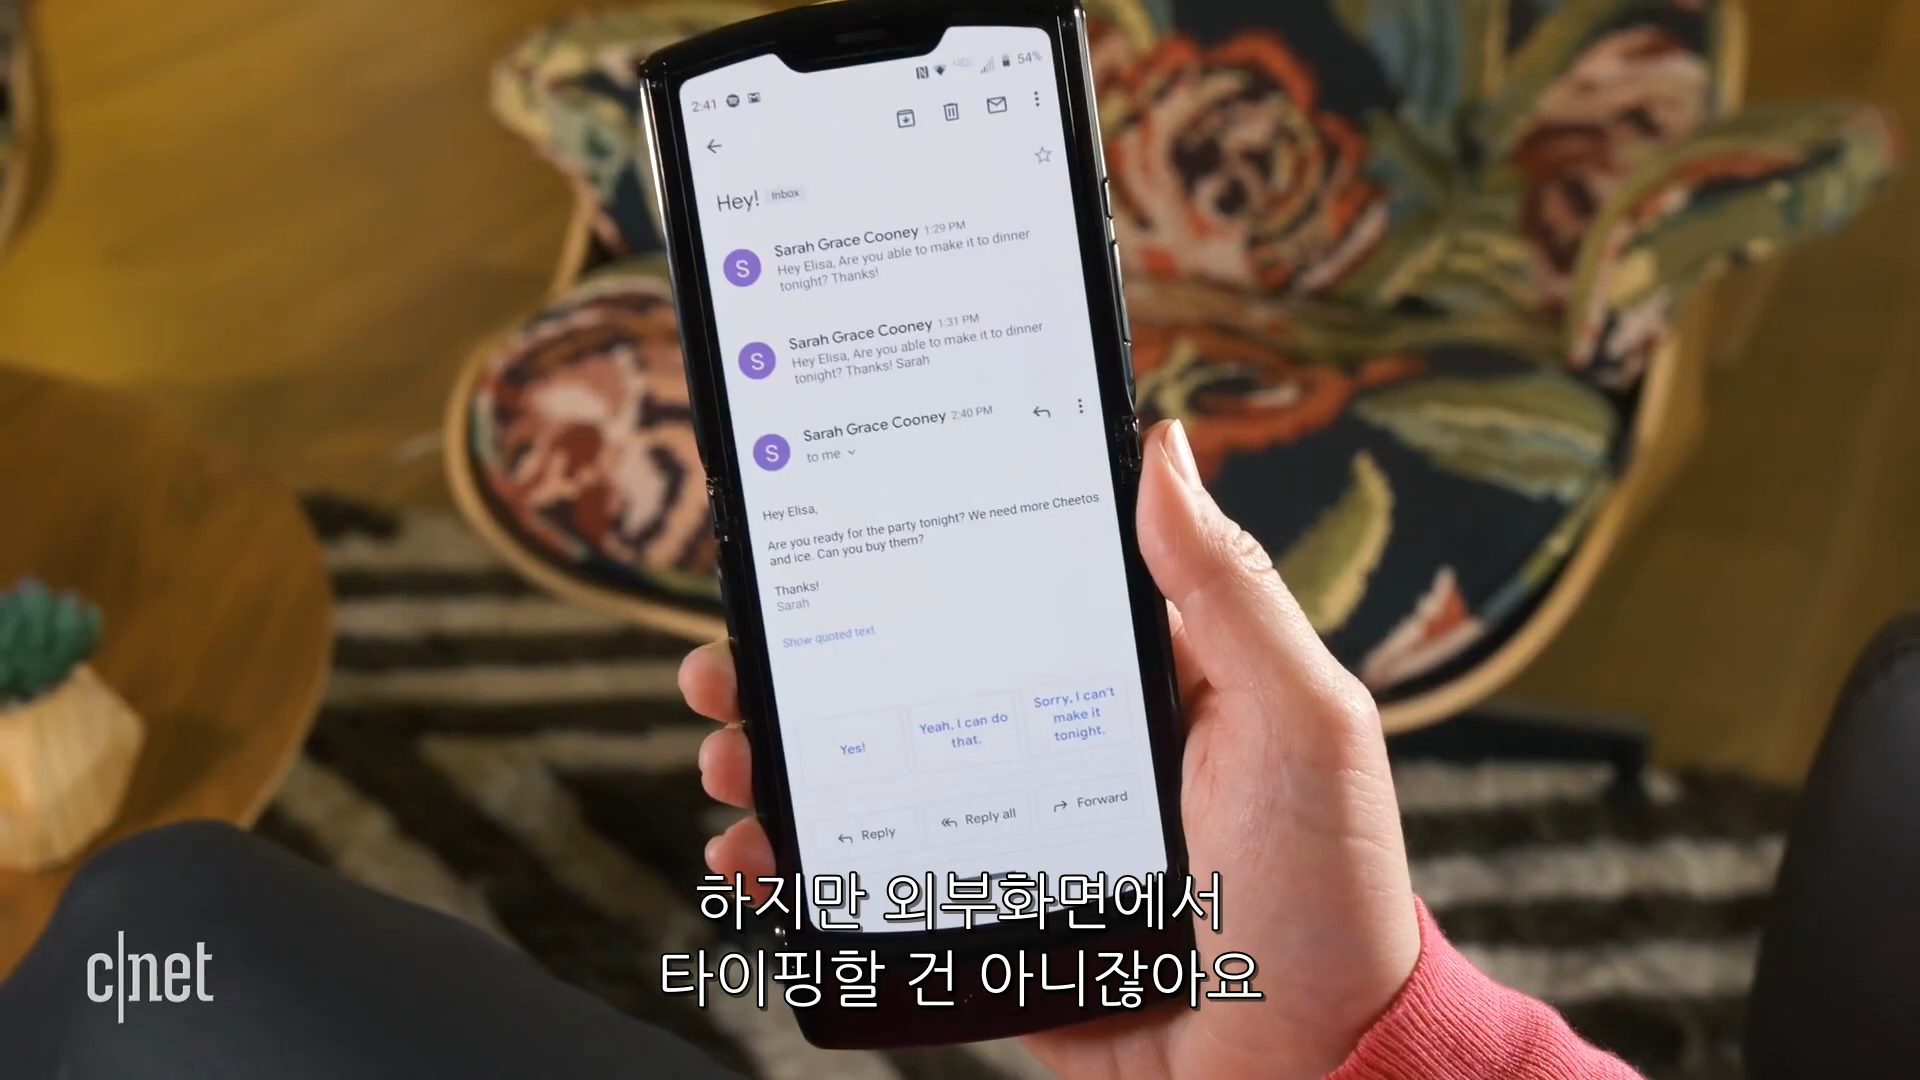 2:41
54%
Hey! Inbox
Sarah Grace Cooney 1:29 PM
S
Hey Elisa, Are you able to make it to dinner
tonight? Thanks!
Sarah Grace Cooney 1:31 PM
S
Hey Elisa, Are you able to make it to dinner
tonight? Thanks! Sarah
Sarah Grace Cooney 2:40 PM
S
to me
Hey Elisa,
Are you ready for the party tonight? We need more Cheetos
and ice. Can you buy them?
Thanks!
Sarah
Show quoted text
Yes!
Yeah, I can do
that.
Sorry, I can't
make it
tonight.
Reply
Reply all
Forward
하지만 외부화면에서
타이핑할 건 아니잖아요
c|net